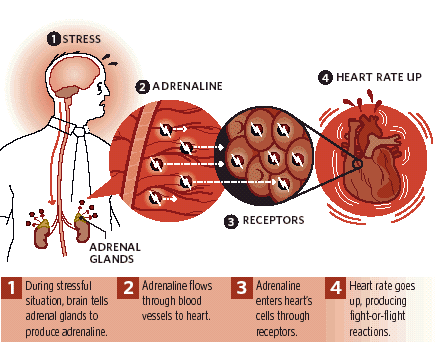 1 STRESS
2 ADRENALINE
4 HEART RATE UP
3 RECEPTORS
ADRENAL
GLANDS
1 During stressful
situation, brain tells
adrenal glands to
produce adrenaline.
2 Adrenaline flows
through blood
vessels to heart.
3 Adrenaline
enters heart's
cells through
receptors.
4 Heart rate goes
up, producing
fight-or-flight
reactions.